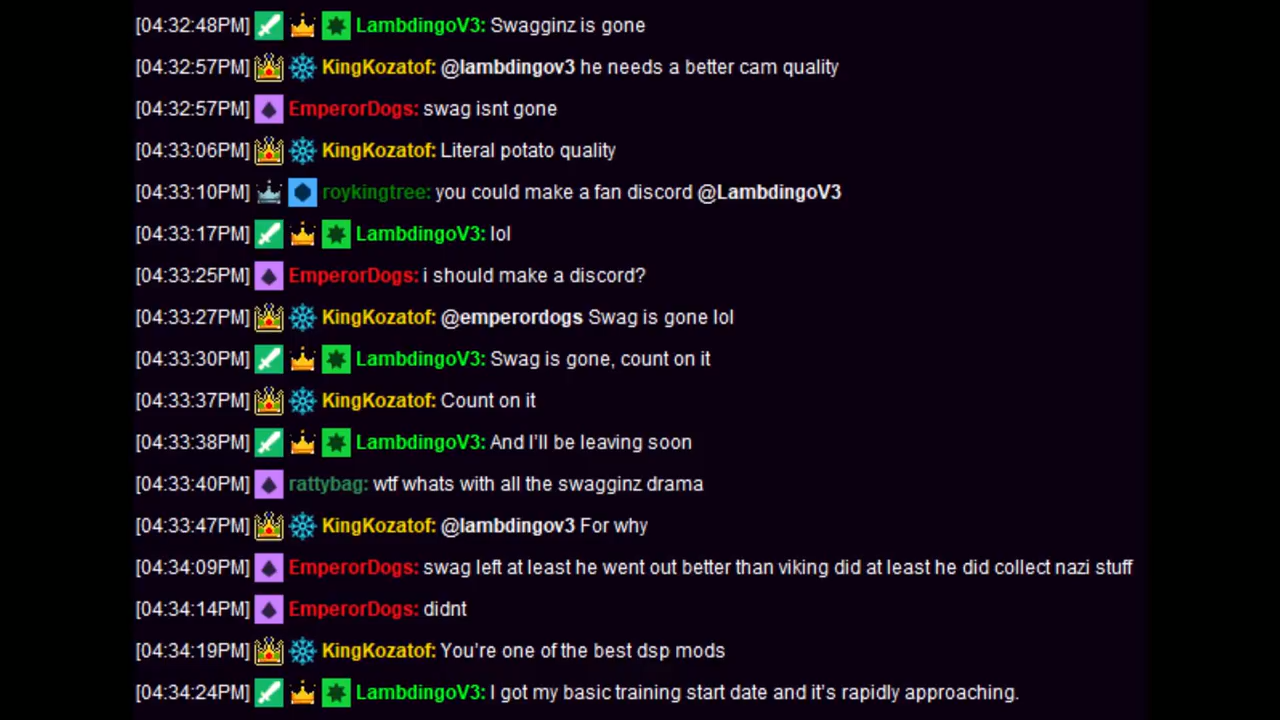 [04:32:48PM] LambdingoV3: Swagginz is gone
[04:32:57PM] KingKozatof: @lambdingov3 he needs a better cam quality
[04:32:57PM] EmperorDogs: swag isnt gone
[04:33:06PM] KingKozatof: Literal potato quality
[04:33:10PM] roykingtree: you could make a fan discord @LambdingoV3
[04:33:17PM] LambdingoV3: lol
[04:33:25PM] EmperorDogs: i should make a discord?
[04:33:27PM] KingKozatof: @emperordogs Swag is gone lol
[04:33:30PM] LambdingoV3: Swag is gone, count on it
[04:33:37PM] KingKozatof: Count on it
[04:33:38PM] LambdingoV3: And I'll be leaving soon
[04:33:40PM] rattybag: wtf whats with all the swagginz drama
[04:33:47PM] KingKozatof: @lambdingov3 For why
[04:34:09PM] EmperorDogs: swag left at least he went out better than viking did at least he did collect nazi stuff
[04:34:14PM] EmperorDogs: didnt
[04:34:19PM] KingKozatof: You're one of the best dsp mods
[04:34:24PM] LambdingoV3: I got my basic training start date and it's rapidly approaching.